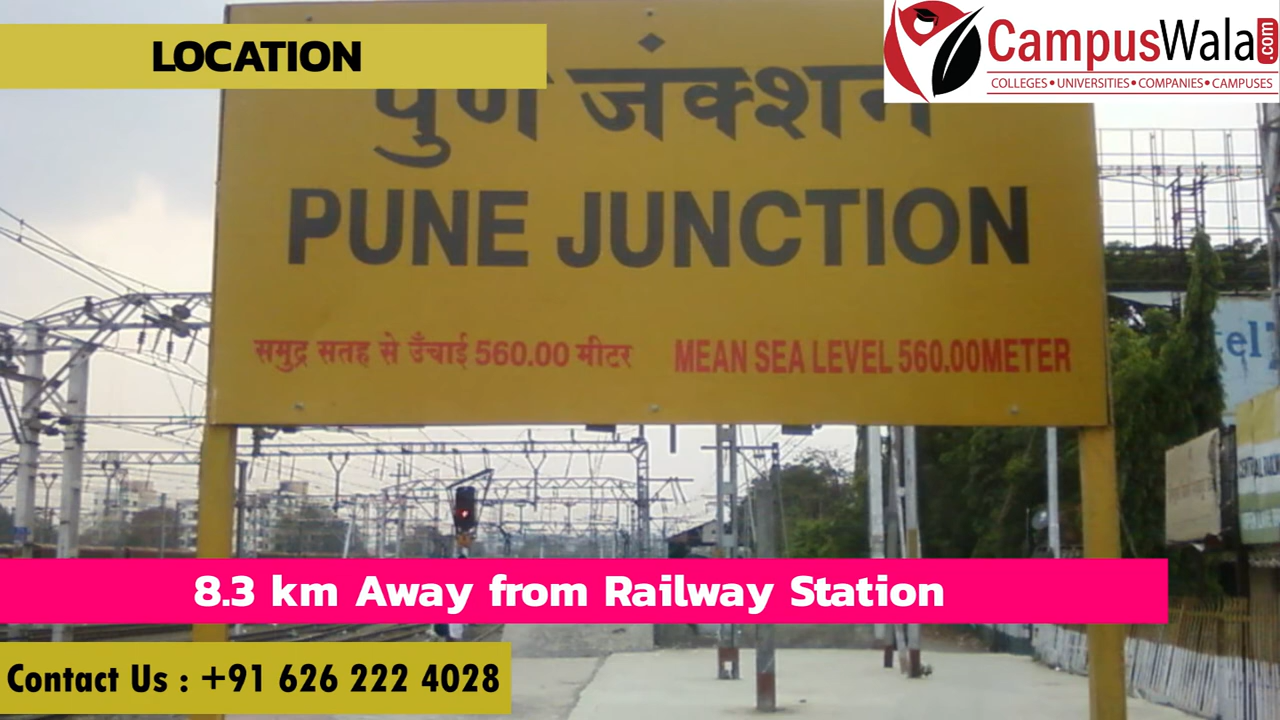 LOCATION
CampusWala.com
COLLEGES • UNIVERSITIES • COMPANIES • CAMPUSES
जंक्शन
PUNE JUNCTION
समुद्र सतह से उँचाई 560.00 मीटर
MEAN SEA LEVEL 560.00METER
8.3 km Away from Railway Station
Contact Us : +91 626 222 4028